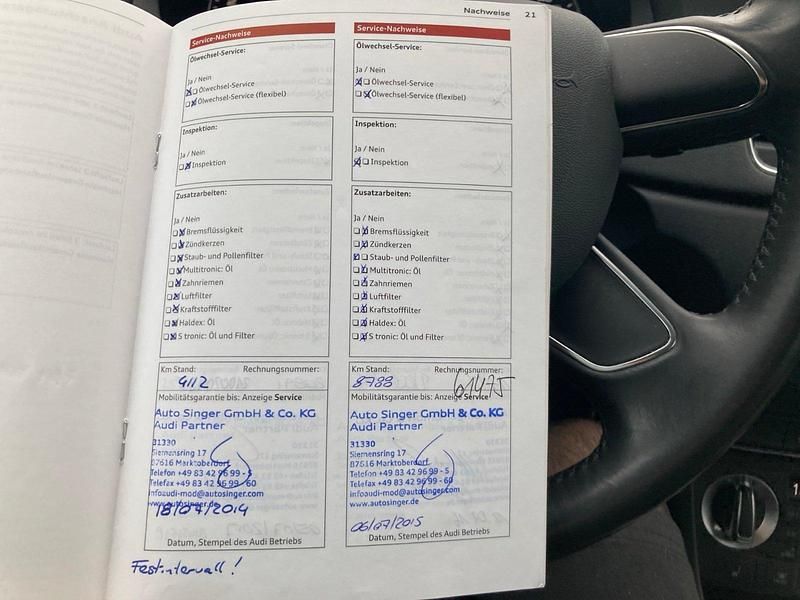 Nachweise 21
Service-Nachweise
Ölwechsel-Service:
Ja / Nein
Ölwechsel-Service
Ölwechsel-Service (flexibel)
Inspektion:
Ja / Nein
Inspektion
Zusatzarbeiten:
Ja / Nein
Bremsflüssigkeit
Zündkerzen
Staub- und Pollenfilter
Multitronic: Öl
Zahnriemen
Luftfilter
Kraftstofffilter
Haldex: Öl
S tronic: Öl und Filter
Km Stand: Rechnungsnummer:
9112
Mobilitätsgarantie bis: Anzeige Service
Auto Singer GmbH & Co. KG
Audi Partner
31330
Siemensring 17
87616 Marktoberdorf
Telefon +49 83 42 96 99 - 5
Telefax +49 83 42 96 99 - 60
infoaudi-mod@autosinger.com
www.autosinger.de
18/07/2014
Datum, Stempel des Audi Betriebs
Festintervall!
Service-Nachweise
Ölwechsel-Service:
Ja / Nein
Ölwechsel-Service
Ölwechsel-Service (flexibel)
Inspektion:
Ja / Nein
Inspektion
Zusatzarbeiten:
Ja / Nein
Bremsflüssigkeit
Zündkerzen
Staub- und Pollenfilter
Multitronic: Öl
Zahnriemen
Luftfilter
Kraftstofffilter
Haldex: Öl
S tronic: Öl und Filter
Km Stand: Rechnungsnummer:
8788 61475
Mobilitätsgarantie bis: Anzeige Service
Auto Singer GmbH & Co. KG
Audi Partner
31330
Siemensring 17
87616 Marktoberdorf
Telefon +49 83 42 96 99 - 5
Telefax +49 83 42 96 99 - 60
infoaudi-mod@autosinger.com
www.autosinger.de
06/07/2015
Datum, Stempel des Audi Betriebs